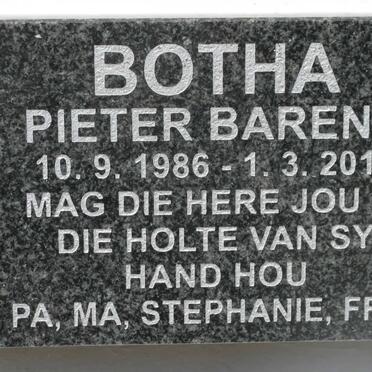 BOTHA
PIETER BAREN
10. 9. 1986 - 1. 3. 201
MAG DIE HERE JOU
DIE HOLTE VAN SY
HAND HOU
PA, MA, STEPHANIE, FR